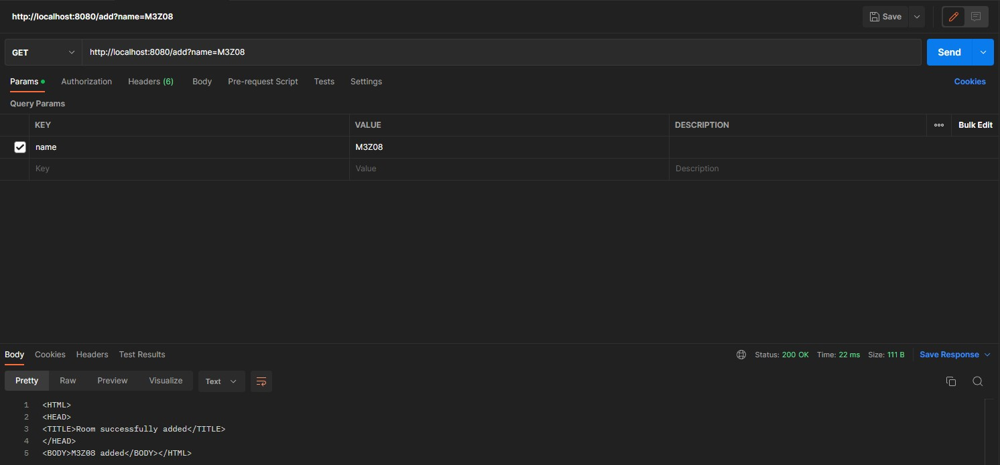 http://localhost:8080/add?name=M3Z08
Save
GET http://localhost:8080/add?name=M3Z08 Send
Params Authorization Headers (6) Body Pre-request Script Tests Settings Cookies
Query Params
KEY VALUE DESCRIPTION Bulk Edit
name M3Z08
Key Value Description
Body Cookies Headers Test Results Status: 200 OK Time: 22 ms Size: 111 B Save Response
Pretty Raw Preview Visualize Text
1 <HTML>
2 <HEAD>
3 <TITLE>Room successfully added</TITLE>
4 </HEAD>
5 <BODY>M3Z08 added</BODY></HTML>